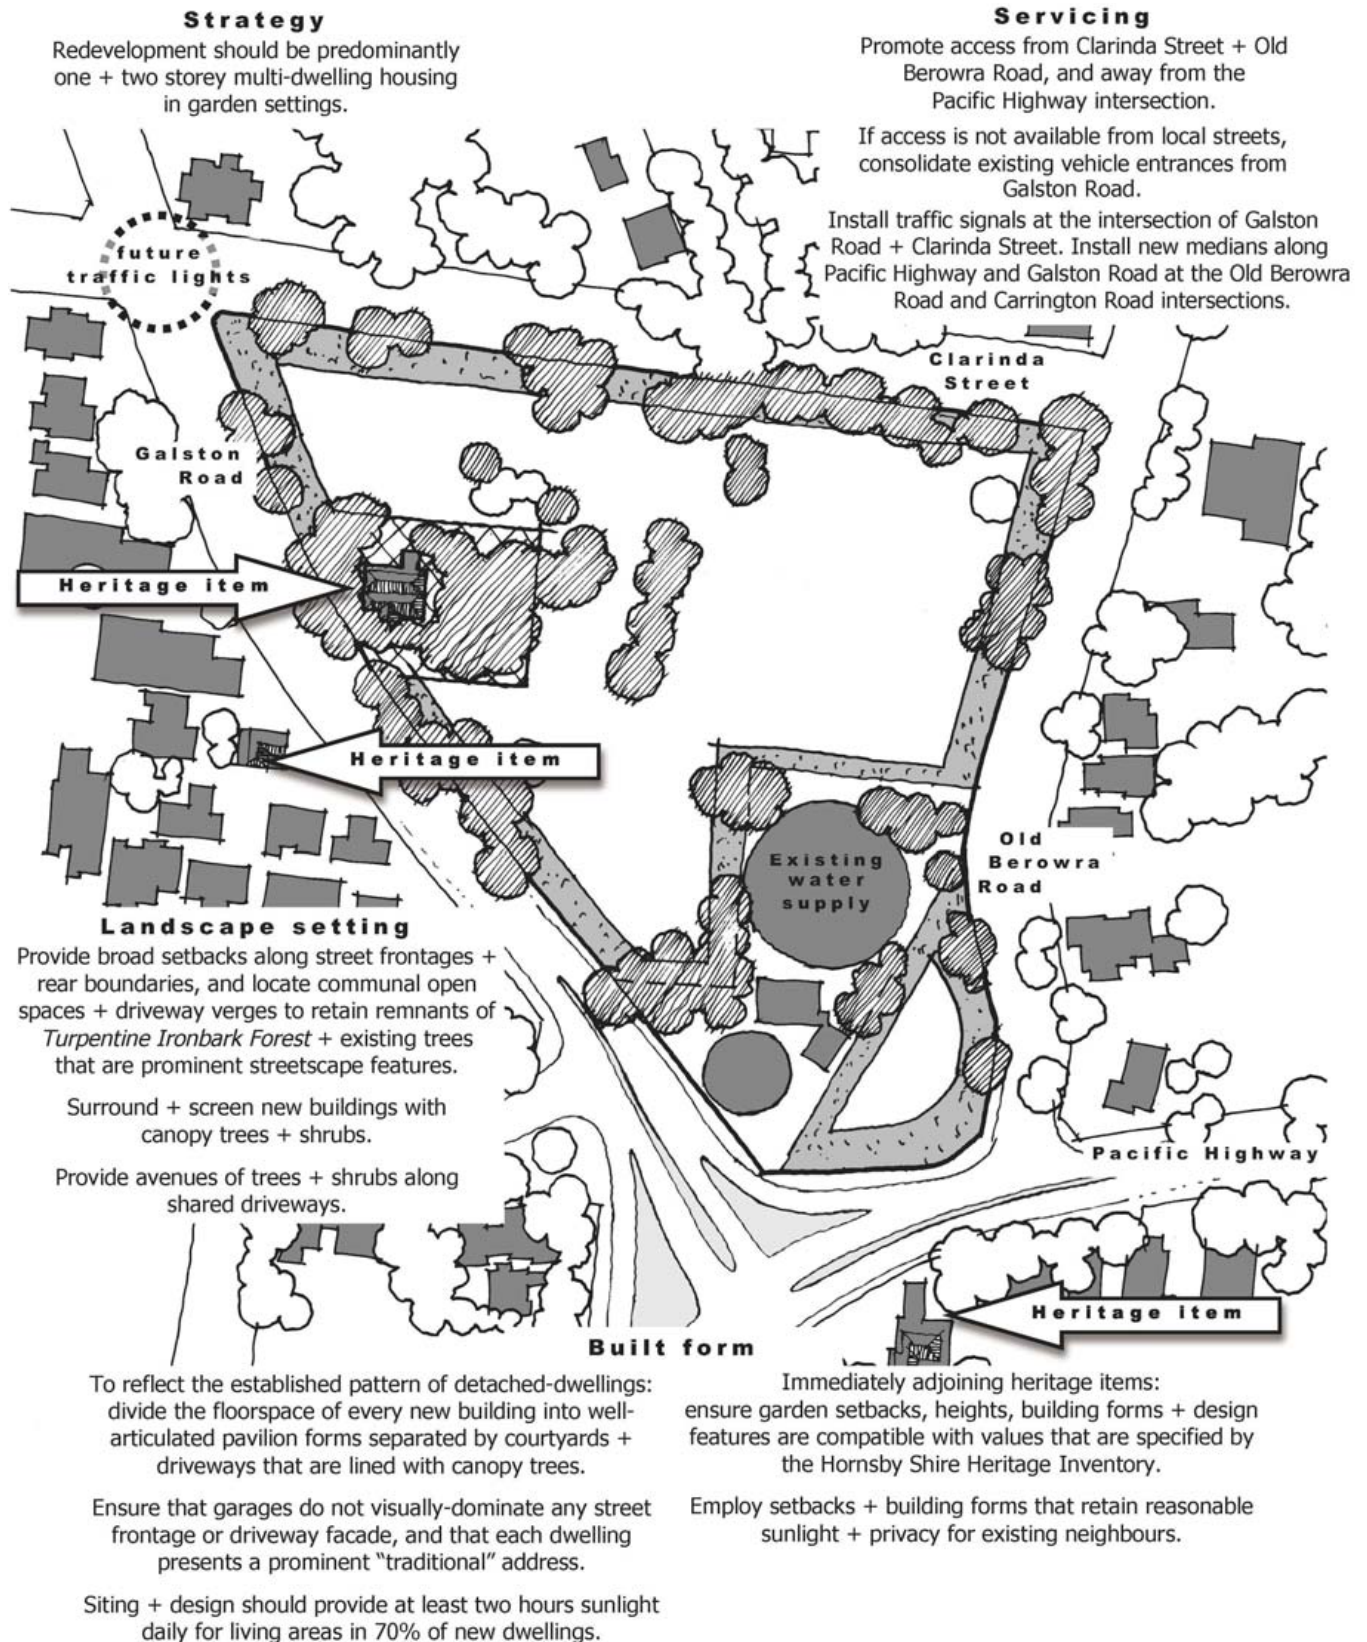 Strategy
Redevelopment should be predominantly
one + two storey multi-dwelling housing
in garden settings.
Servicing
Promote access from Clarinda Street + Old
Berowra Road, and away from the
Pacific Highway intersection.
If access is not available from local streets,
consolidate existing vehicle entrances from
Galston Road.
Install traffic signals at the intersection of Galston
Road + Clarinda Street. Install new medians along
Pacific Highway and Galston Road at the Old Berowra
Road and Carrington Road intersections.
future
traffic lights
Clarinda
Street
Galston
Road
Heritage item
Heritage item
Existing
water
supply
Old
Berowra
Road
Landscape setting
Provide broad setbacks along street frontages +
rear boundaries, and locate communal open
spaces + driveway verges to retain remnants of
Turpentine Ironbark Forest + existing trees
that are prominent streetscape features.
Surround + screen new buildings with
canopy trees + shrubs.
Provide avenues of trees + shrubs along
shared driveways.
Pacific Highway
Heritage item
Built form
To reflect the established pattern of detached-dwellings:
divide the floorspace of every new building into well-
articulated pavilion forms separated by courtyards +
driveways that are lined with canopy trees.
Ensure that garages do not visually-dominate any street
frontage or driveway facade, and that each dwelling
presents a prominent “traditional” address.
Siting + design should provide at least two hours sunlight
daily for living areas in 70% of new dwellings.
Immediately adjoining heritage items:
ensure garden setbacks, heights, building forms + design
features are compatible with values that are specified by
the Hornsby Shire Heritage Inventory.
Employ setbacks + building forms that retain reasonable
sunlight + privacy for existing neighbours.